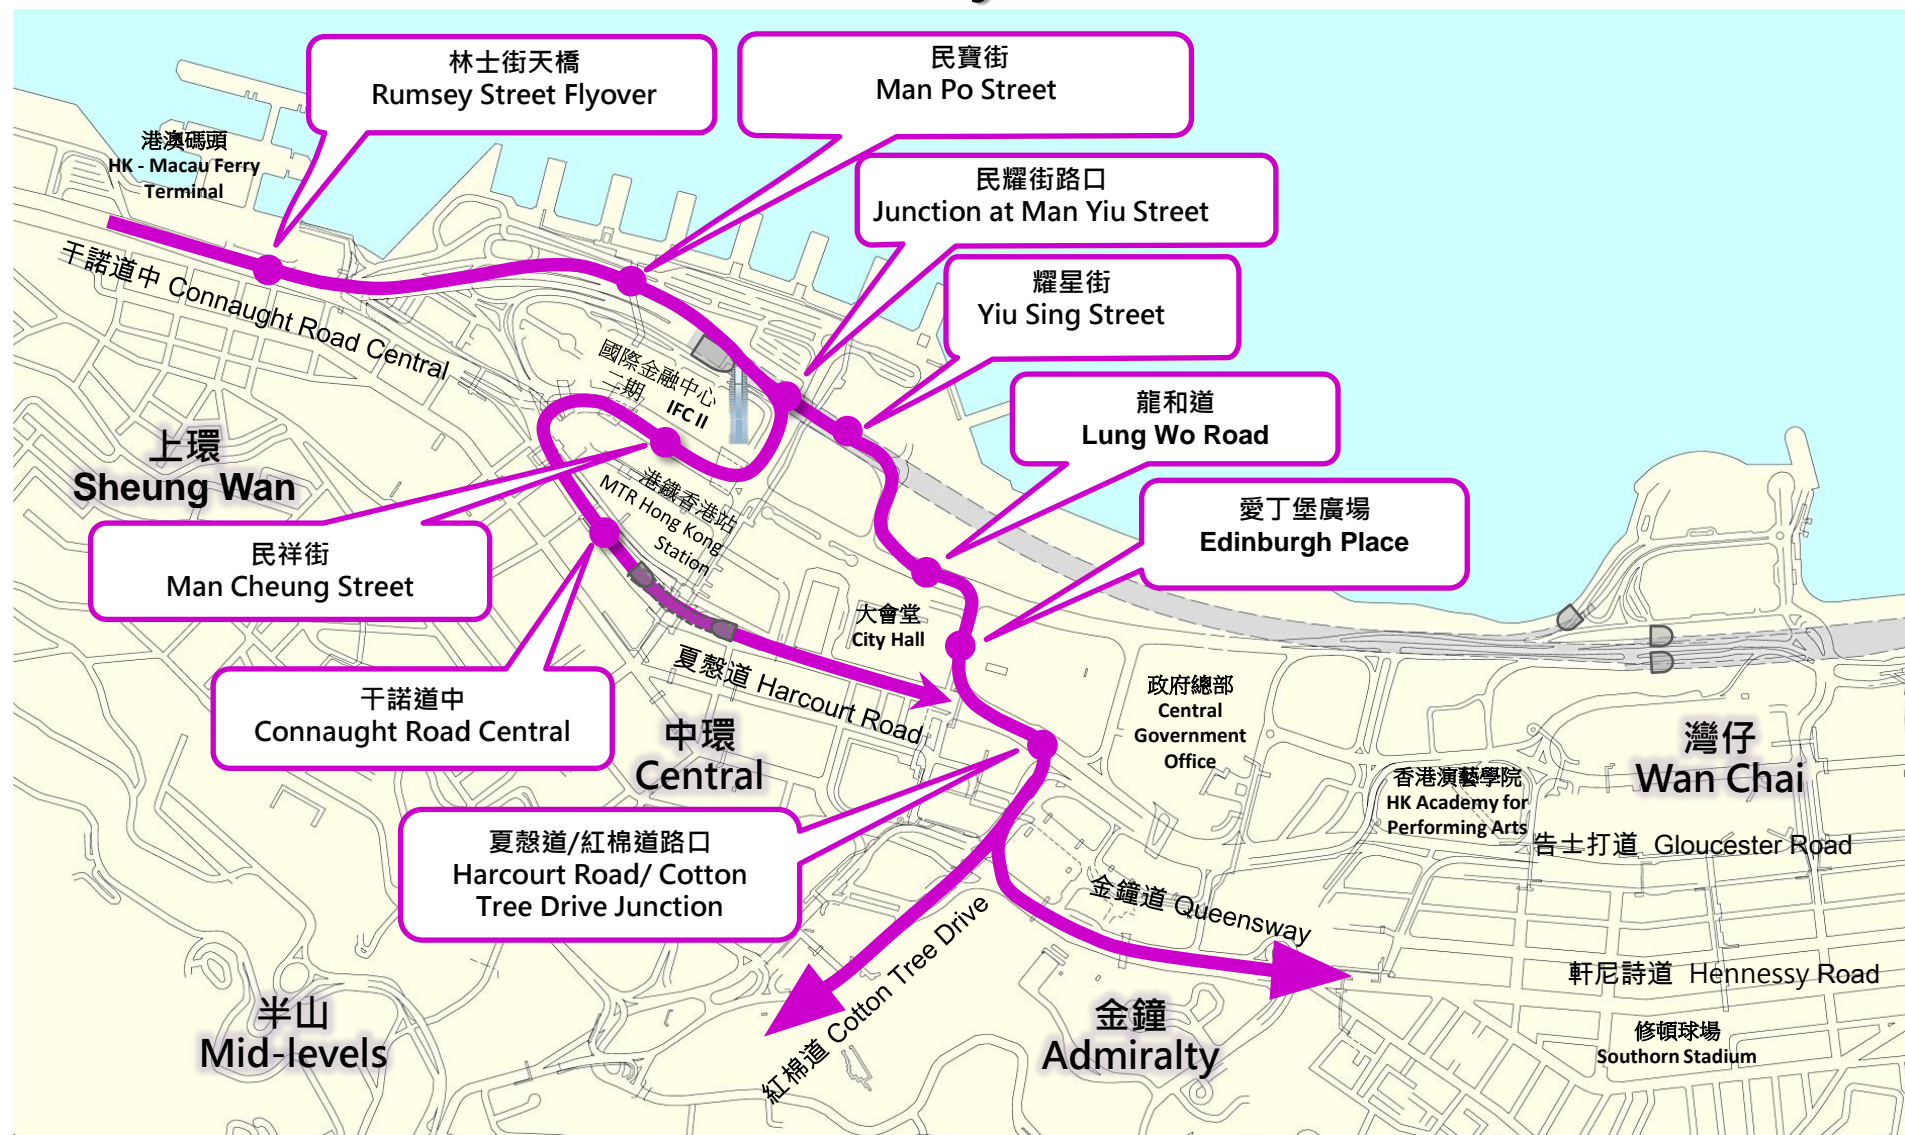 林士街天橋
Rumsey Street Flyover
民寶街
Man Po Street
港澳碼頭
HK - Macau Ferry
Terminal
民耀街路口
Junction at Man Yiu Street
干諾道中 Connaught Road Central
耀星街
Yiu Sing Street
國際金融中心
二期
IFC II
龍和道
Lung Wo Road
上環
Sheung Wan
港鐵香港站
MTR Hong Kong
Station
愛丁堡廣場
Edinburgh Place
民祥街
Man Cheung Street
大會堂
City Hall
夏慤道 Harcourt Road
干諾道中
Connaught Road Central
政府總部
Central
Government
Office
中環
Central
灣仔
Wan Chai
香港演藝學院
HK Academy for
Performing Arts
告士打道 Gloucester Road
夏慤道/紅棉道路口
Harcourt Road/ Cotton
Tree Drive Junction
金鐘道 Queensway
紅棉道 Cotton Tree Drive
軒尼詩道 Hennessy Road
半山
Mid-levels
金鐘
Admiralty
修頓球場
Southorn Stadium